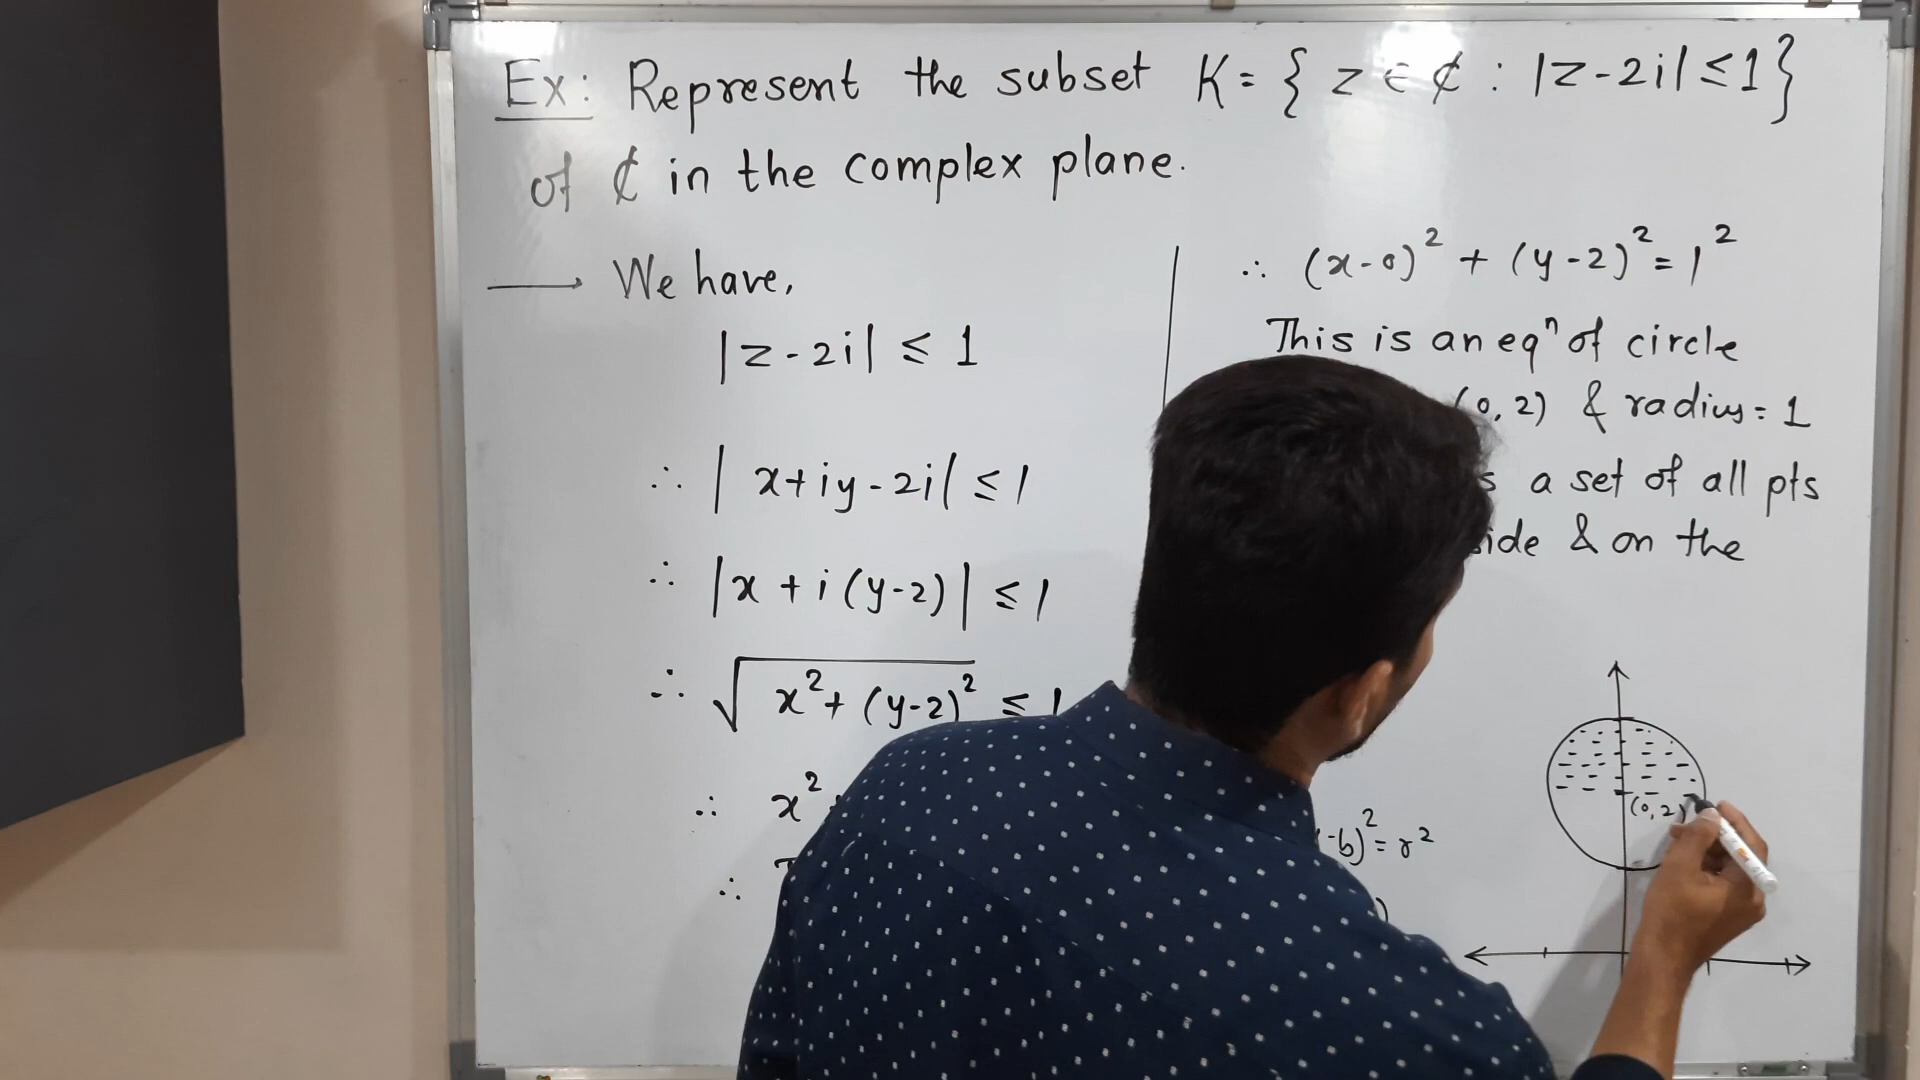 Ex: Represent the subset K = { z ∈ ₵ : |z-2i| ≤ 1 }
of ₵ in the complex plane.
→ We have,
|z-2i| ≤ 1
∴ | x+iy-2i| ≤ 1
∴ |x + i(y-2)| ≤ 1
∴ √x²+(y-2)² ≤ 1
∴ x²
∴
∴ (x-0)² + (y-2)² = 1²
This is an eqⁿ of circle
(0, 2) & radius = 1
a set of all pts
& on the
-b)² = r²
(0, 2)